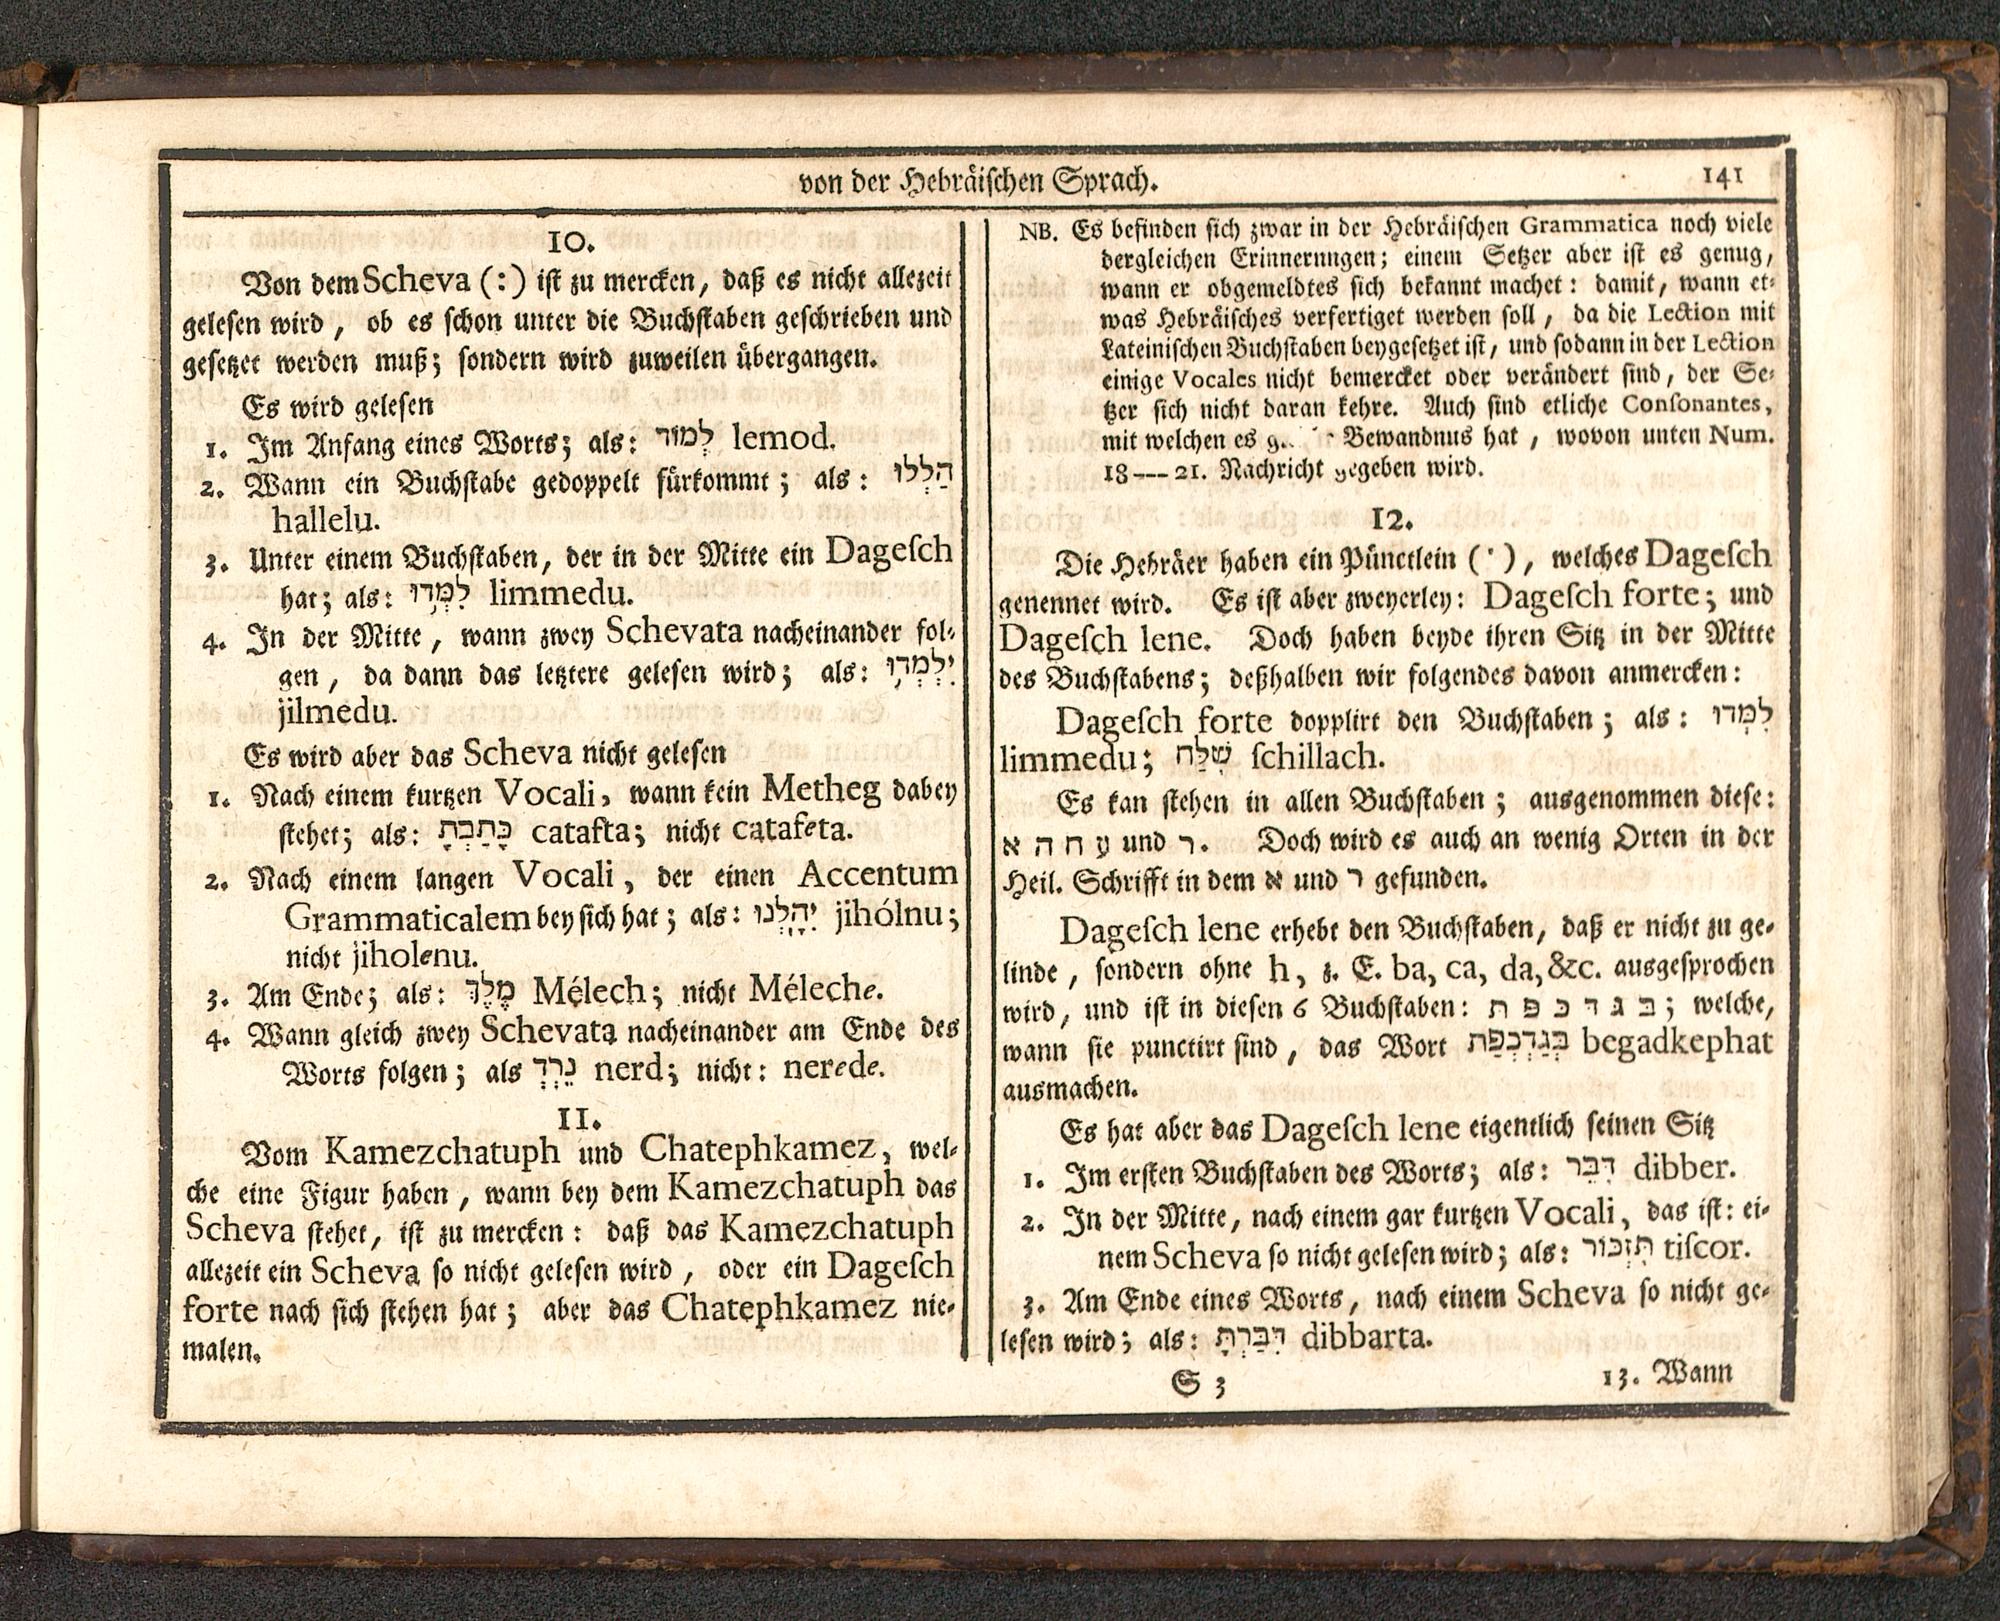 von der Hebräischen Sprach.
141
10.
Von dem Scheva (:) ist zu mercken, daß es nicht allezeit
gelesen wird, ob es schon unter die Buchstaben geschrieben und
gesetzet werden muß; sondern wird zuweilen übergangen.
Es wird gelesen
1. Im Anfang eines Worts; als: לְמוֹד lemod.
2. Wann ein Buchstabe gedoppelt fürkommt; als: הַלְלוּ
hallelu.
3. Unter einem Buchstaben, der in der Mitte ein Dagesch
hat; als: לִמְּדוּ limmedu.
4. In der Mitte, wann zwey Schevata nacheinander fol-
gen, da dann das letztere gelesen wird; als: יִלְמְדוּ
jilmedu.
Es wird aber das Scheva nicht gelesen
1. Nach einem kurtzen Vocali, wann kein Metheg dabey
stehet; als: כָּתַבְתָּ catafta; nicht catafeta.
2. Nach einem langen Vocali, der einen Accentum
Grammaticalem bey sich hat; als: יִהָלְנוּ jihólnu;
nicht jiholenu.
3. Am Ende; als: מֶלֶךְ Mélech; nicht Méleche.
4. Wann gleich zwey Schevata nacheinander am Ende des
Worts folgen; als נֵרְדְּ nerd; nicht: nerede.
11.
Vom Kamezchatuph und Chatephkamez, wel-
che eine Figur haben, wann bey dem Kamezchatuph das
Scheva stehet, ist zu mercken: daß das Kamezchatuph
allezeit ein Scheva so nicht gelesen wird, oder ein Dagesch
forte nach sich stehen hat; aber das Chatephkamez nie-
malen.
NB. Es befinden sich zwar in der Hebräischen Grammatica noch viele
dergleichen Erinnerungen; einem Setzer aber ist es genug,
wann er obgemeldtes sich bekannt machet: damit, wann et-
was Hebräisches verfertiget werden soll, da die Lection mit
Lateinischen Buchstaben beygesetzet ist, und sodann in der Lection
einige Vocales nicht bemercket oder verändert sind, der Se-
tzer sich nicht daran kehre. Auch sind etliche Consonantes,
mit welchen es Bewandnus hat, wovon unten Num.
18---21. Nachricht gegeben wird.
12.
Die Hebräer haben ein Pünctlein (·), welches Dagesch
genennet wird. Es ist aber zweyerley: Dagesch forte; und
Dagesch lene. Doch haben beyde ihren Sitz in der Mitte
des Buchstabens; deßhalben wir folgendes davon anmercken:
Dagesch forte dopplirt den Buchstaben; als: לִמְּדוּ
limmedu; שִׁלַּח schillach.
Es kan stehen in allen Buchstaben; ausgenommen diese:
א ה ח ע und ר. Doch wird es auch an wenig Orten in der
Heil. Schrifft in dem א und ר gefunden.
Dagesch lene erhebt den Buchstaben, daß er nicht zu ge-
linde, sondern ohne h, z. E. ba, ca, da, &c. ausgesprochen
wird, und ist in diesen 6 Buchstaben: ב ג ד כ פ ת; welche,
wann sie punctirt sind, das Wort בְּגַדְכְּפַת begadkephat
ausmachen.
Es hat aber das Dagesch lene eigentlich seinen Sitz
1. Im ersten Buchstaben des Worts; als: דִּבֵּר dibber.
2. In der Mitte, nach einem gar kurtzen Vocali, das ist: ei-
nem Scheva so nicht gelesen wird; als: תִּזְכּוֹר tiscor.
3. Am Ende eines Worts, nach einem Scheva so nicht ge-
lesen wird; als: דִּבַּרְתָּ dibbarta.
S 3
13. Wann